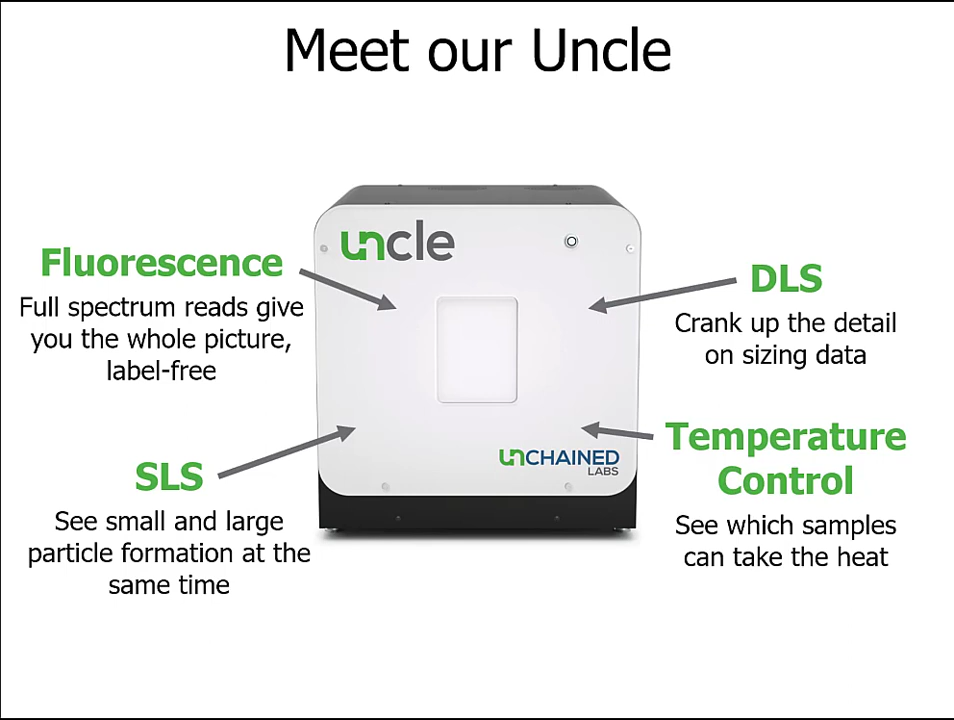 Meet our Uncle
uncle
Fluorescence
Full spectrum reads give
you the whole picture,
label-free
DLS
Crank up the detail
on sizing data
SLS
See small and large
particle formation at the
same time
Temperature
Control
See which samples
can take the heat
UNCHAINED
LABS